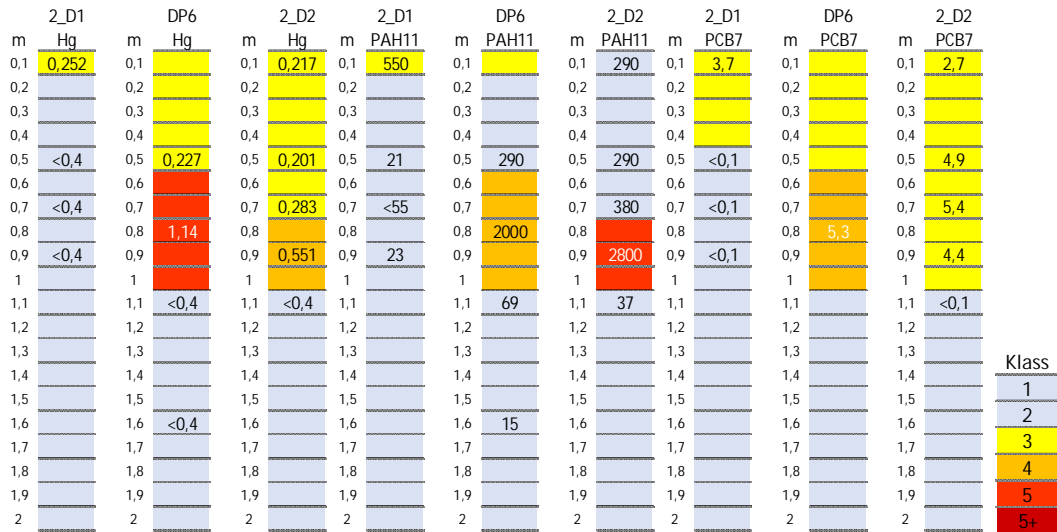 2_D1 DP6 2_D2 2_D1 DP6 2_D2 2_D1 DP6 2_D2
m Hg m Hg m Hg m PAH11 m PAH11 m PAH11 m PCB7 m PCB7 m PCB7
0,1 0,252 0,1 0,1 0,217 0,1 550 0,1 0,1 290 0,1 3,7 0,1 0,1 2,7
0,2 0,2 0,2 0,2 0,2 0,2 0,2 0,2 0,2
0,3 0,3 0,3 0,3 0,3 0,3 0,3 0,3 0,3
0,4 0,4 0,4 0,4 0,4 0,4 0,4 0,4 0,4
0,5 <0,4 0,5 0,227 0,5 0,201 0,5 21 0,5 290 0,5 290 0,5 <0,1 0,5 0,5 4,9
0,6 0,6 0,6 0,6 0,6 0,6 0,6 0,6 0,6
0,7 <0,4 0,7 0,7 0,283 0,7 <55 0,7 0,7 380 0,7 <0,1 0,7 0,7 5,4
0,8 0,8 1,14 0,8 0,8 0,8 2000 0,8 0,8 0,8 5,3 0,8
0,9 <0,4 0,9 0,9 0,551 0,9 23 0,9 0,9 2800 0,9 <0,1 0,9 0,9 4,4
1 1 1 1 1 1 1 1 1
1,1 1,1 <0,4 1,1 <0,4 1,1 1,1 69 1,1 37 1,1 1,1 1,1 <0,1
1,2 1,2 1,2 1,2 1,2 1,2 1,2 1,2 1,2
1,3 1,3 1,3 1,3 1,3 1,3 1,3 1,3 1,3
Klass
1,4 1,4 1,4 1,4 1,4 1,4 1,4 1,4 1,4 1
1,5 1,5 1,5 1,5 1,5 1,5 1,5 1,5 1,5 2
1,6 1,6 <0,4 1,6 1,6 1,6 15 1,6 1,6 1,6 1,6
1,7 1,7 1,7 1,7 1,7 1,7 1,7 1,7 1,7 3
1,8 1,8 1,8 1,8 1,8 1,8 1,8 1,8 1,8 4
1,9 1,9 1,9 1,9 1,9 1,9 1,9 1,9 1,9 5
2 2 2 2 2 2 2 2 2 5+